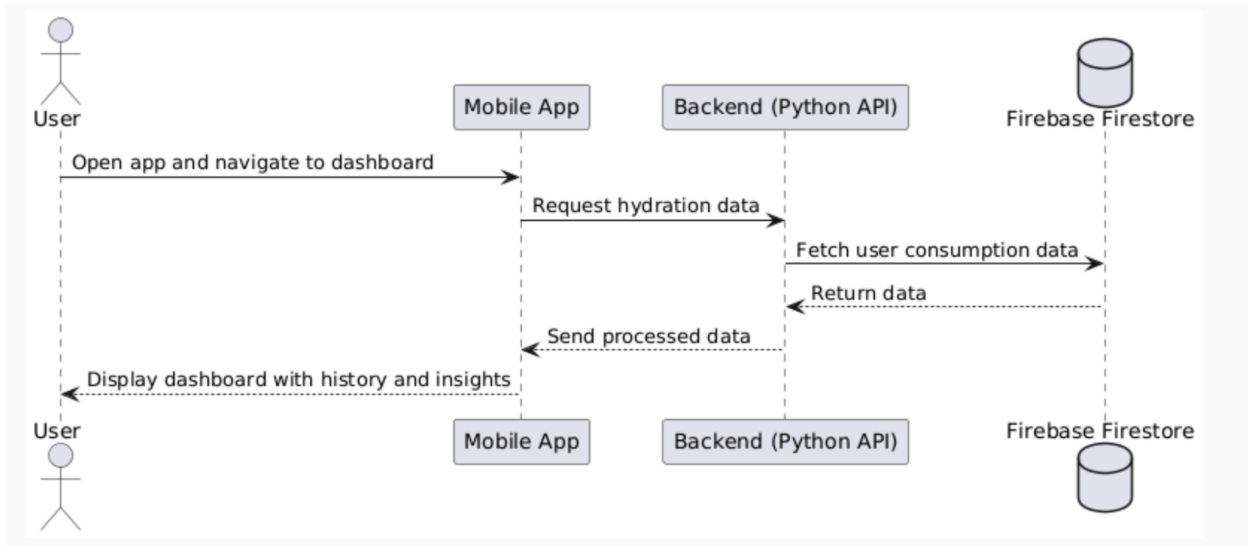 User
Mobile App
Backend (Python API)
Firebase Firestore
Open app and navigate to dashboard
Request hydration data
Fetch user consumption data
Return data
Send processed data
Display dashboard with history and insights
User
Mobile App
Backend (Python API)
Firebase Firestore